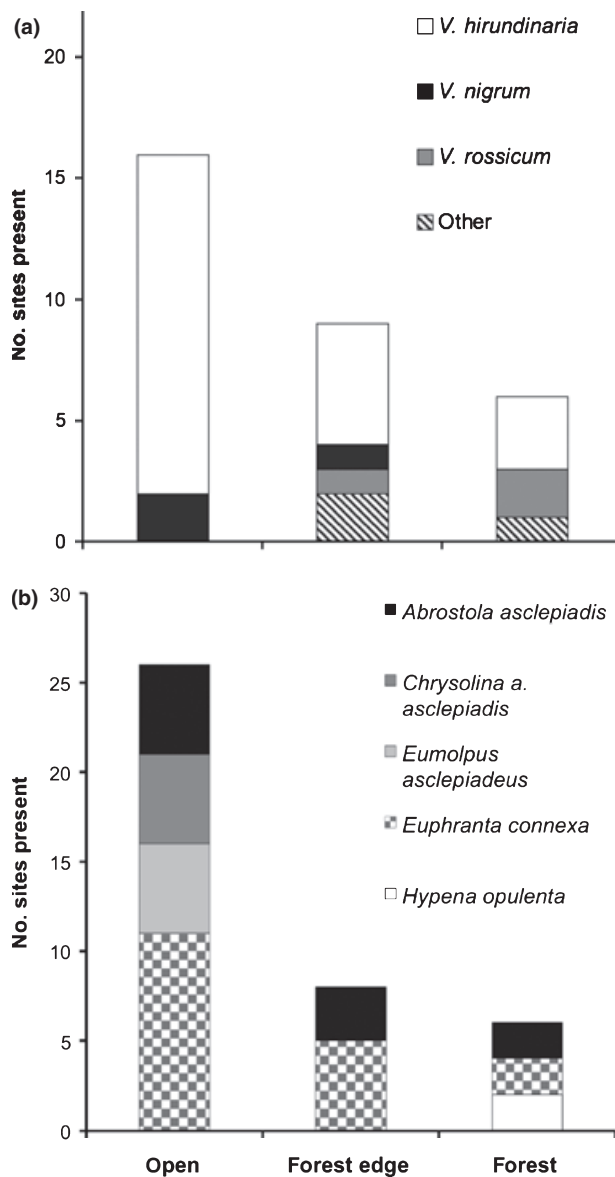 (a)
20
15
10
5
0
No. sites present
V. hirundinaria
V. nigrum
V. rossicum
Other
(b)
30
25
20
15
10
5
0
No. sites present
Abrostola asclepiadis
Chrysolina a.
asclepiadis
Eumolpus
asclepiadeus
Euphranta connexa
Hypena opulenta
Open
Forest edge
Forest